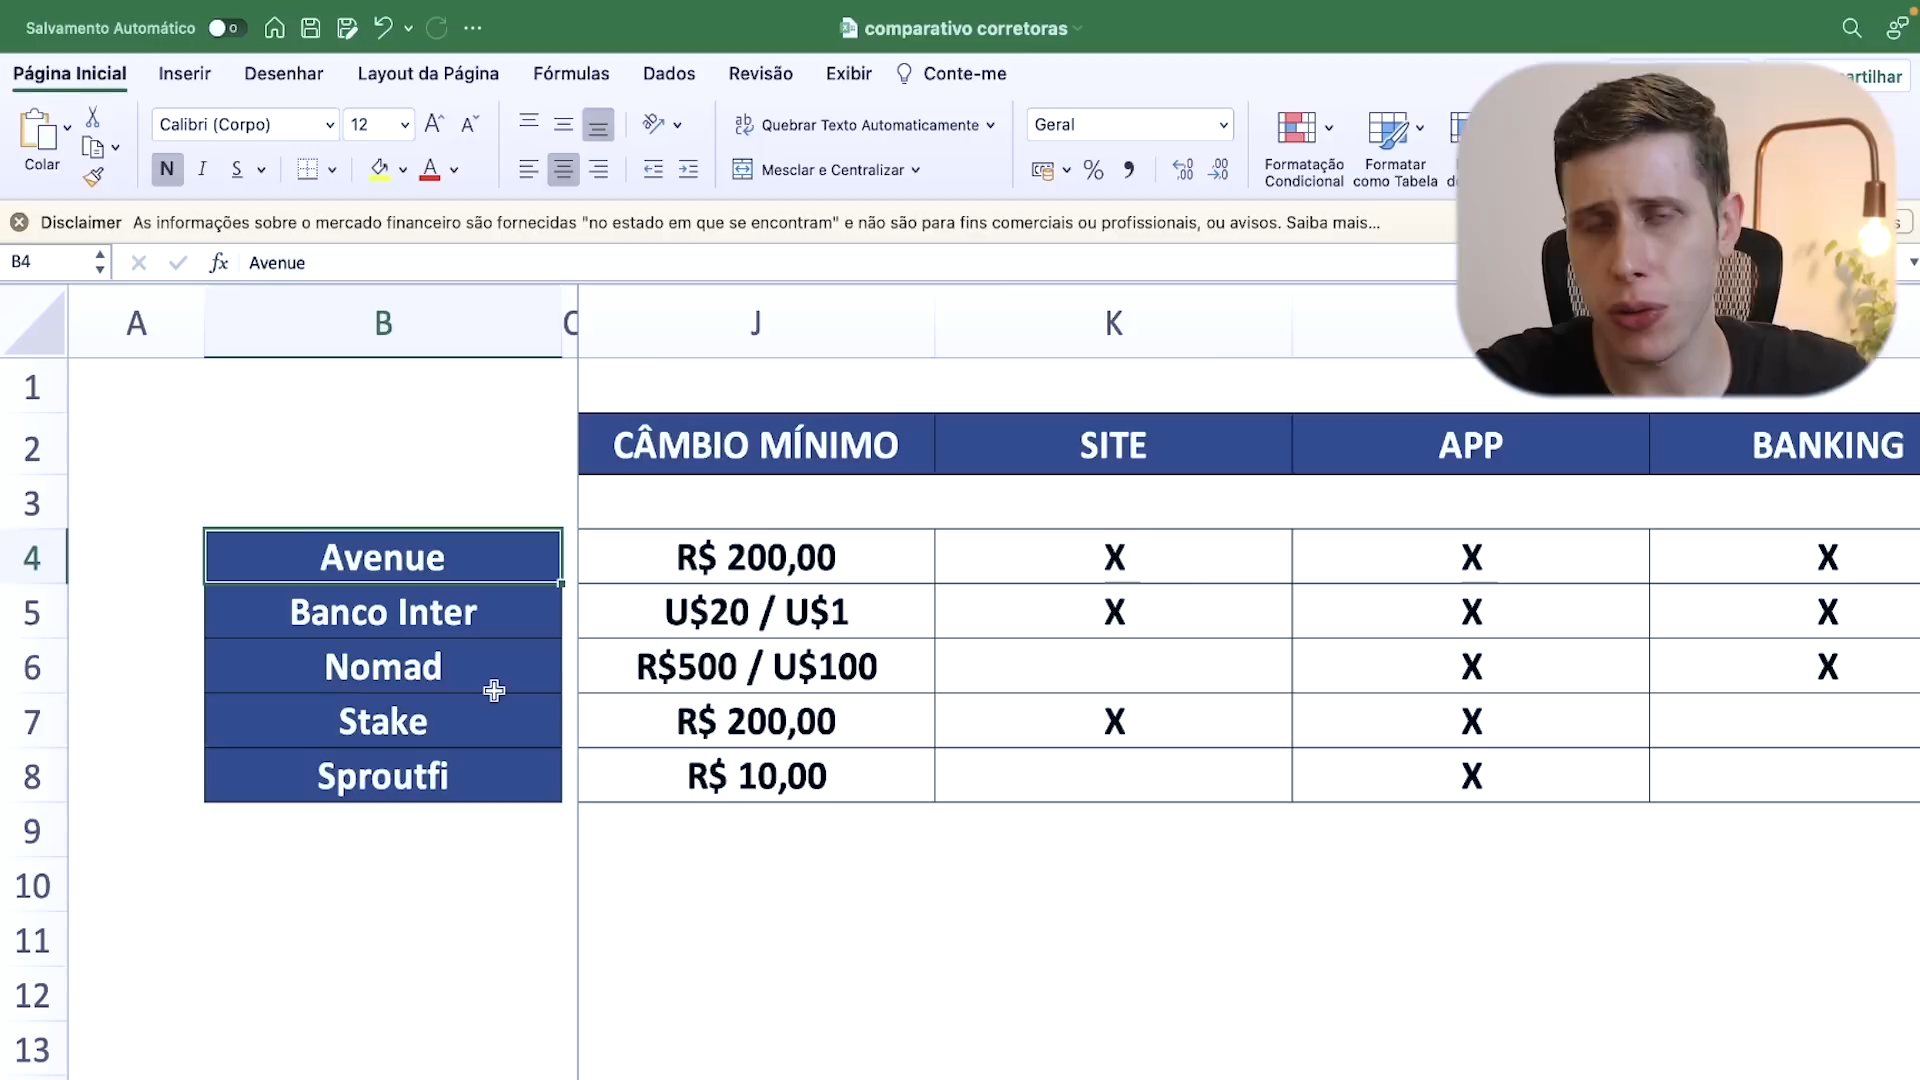 Salvamento Automático
comparativo corretoras
Página Inicial Inserir Desenhar Layout da Página Fórmulas Dados Revisão Exibir Conte-me
Colar
Calibri (Corpo) 12
N I S
Quebrar Texto Automaticamente
Mesclar e Centralizar
Geral
Formatação Condicional
Formatar como Tabela
Disclaimer As informações sobre o mercado financeiro são fornecidas "no estado em que se encontram" e não são para fins comerciais ou profissionais, ou avisos. Saiba mais...
B4 fx Avenue
A B C J K
1
2 CÂMBIO MÍNIMO SITE APP BANKING
3
4 Avenue R$ 200,00 X X X
5 Banco Inter U$20 / U$1 X X X
6 Nomad R$500 / U$100 X X
7 Stake R$ 200,00 X X
8 Sproutfi R$ 10,00 X
9
10
11
12
13